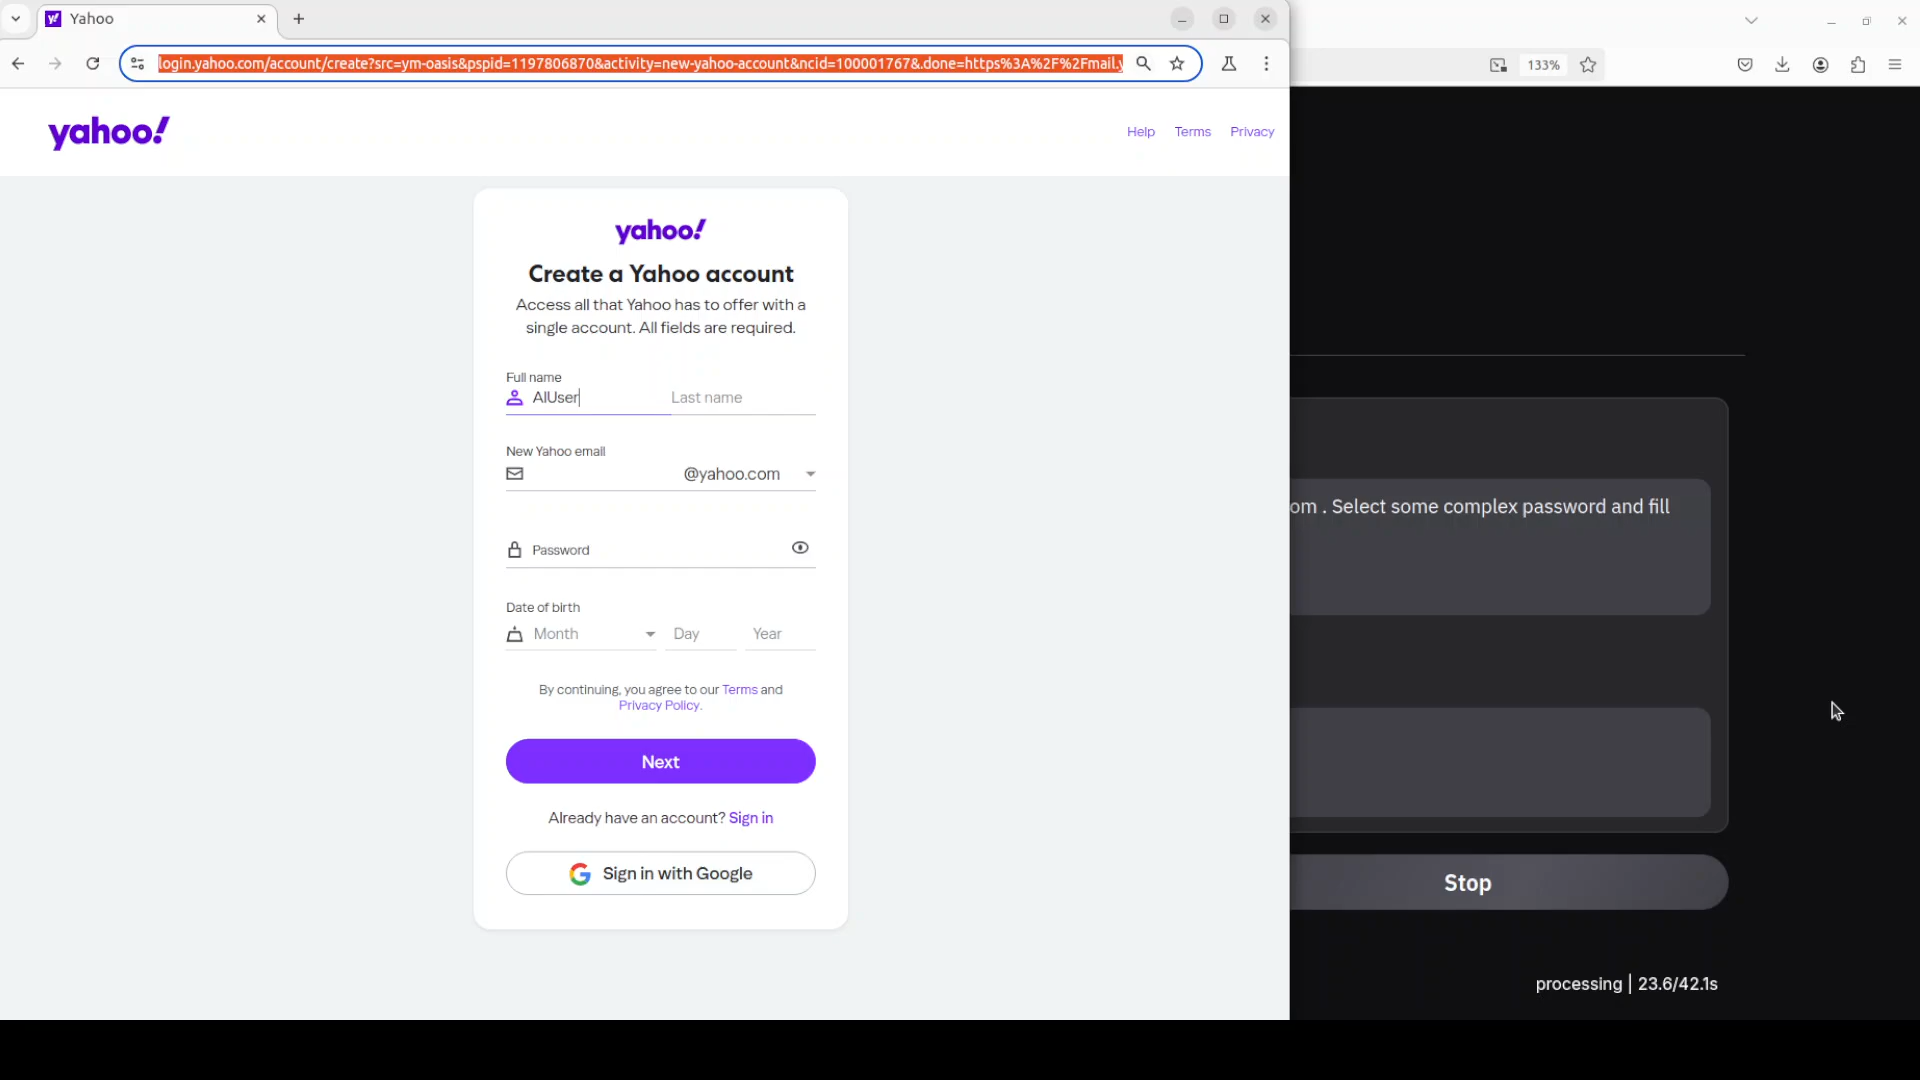 Yahoo
login.yahoo.com/account/create?src=ym-oasis&pspid=1197806870&activity=new-yahoo-account&ncid=100001767&.done=https%3A%2F%2Fmail.y
133%
yahoo!
Help Terms Privacy
yahoo!
Create a Yahoo account
Access all that Yahoo has to offer with a
single account. All fields are required.
Full name
AIUser Last name
New Yahoo email
@yahoo.com
om . Select some complex password and fill
Password
Date of birth
Month Day Year
By continuing, you agree to our Terms and
Privacy Policy.
Next
Already have an account? Sign in
Sign in with Google
Stop
processing | 23.6/42.1s